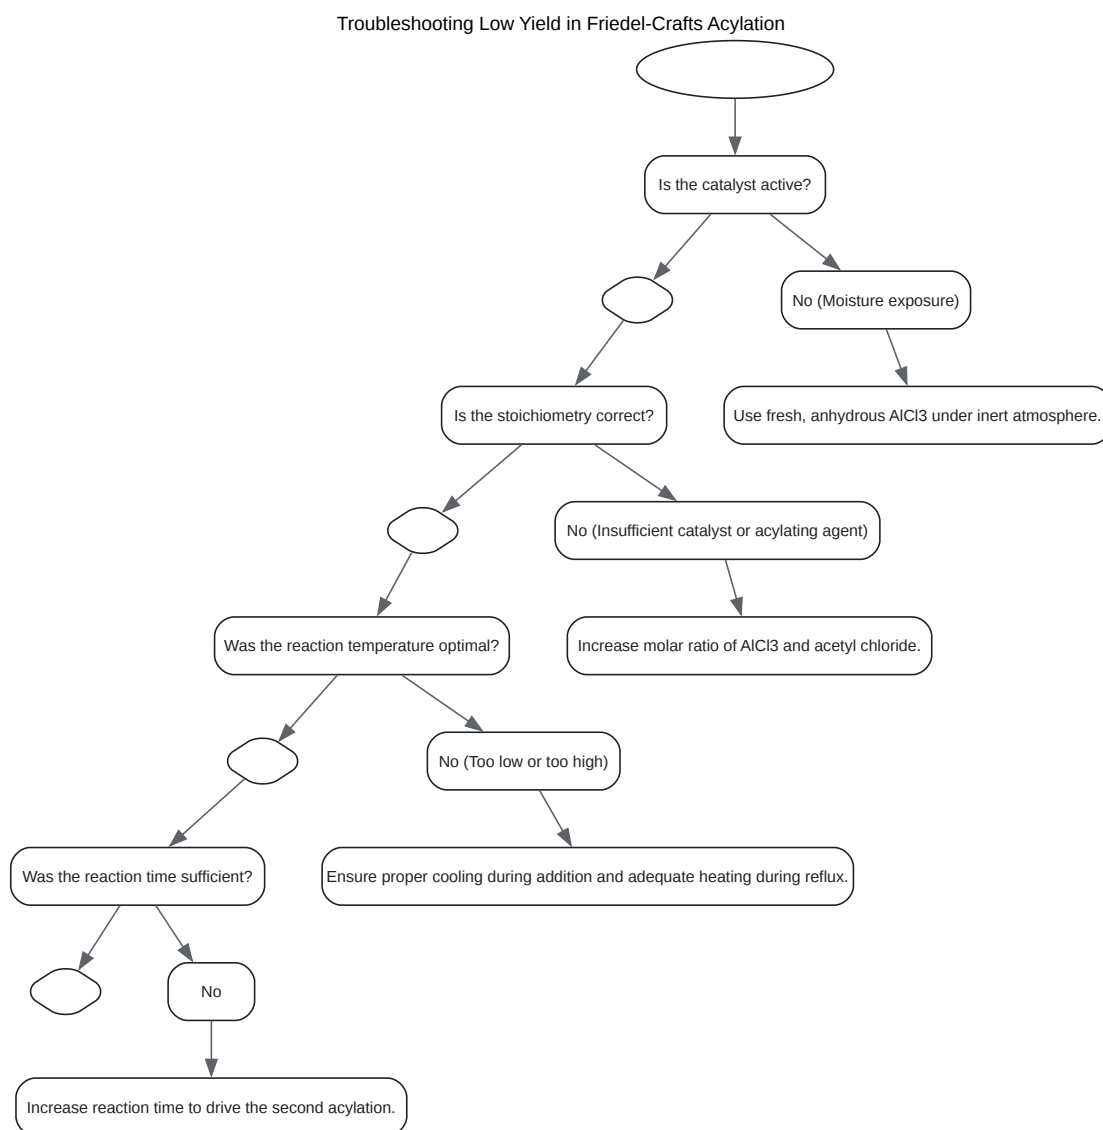 Troubleshooting Low Yield in Friedel-Crafts Acylation
Is the catalyst active?
No (Moisture exposure)
Is the stoichiometry correct?
Use fresh, anhydrous AlCl3 under inert atmosphere.
No (Insufficient catalyst or acylating agent)
Was the reaction temperature optimal?
Increase molar ratio of AlCl3 and acetyl chloride.
No (Too low or too high)
Was the reaction time sufficient?
Ensure proper cooling during addition and adequate heating during reflux.
No
Increase reaction time to drive the second acylation.